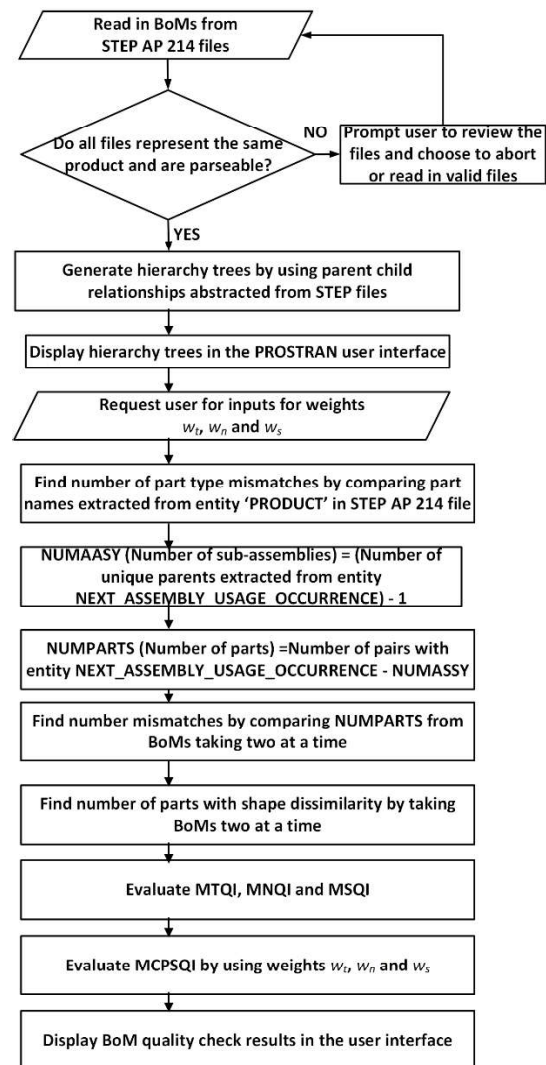 Read in BoMs from
STEP AP 214 files
Do all files represent the same
product and are parseable?
NO
Prompt user to review the
files and choose to abort
or read in valid files
YES
Generate hierarchy trees by using parent child
relationships abstracted from STEP files
Display hierarchy trees in the PROSTRAN user interface
Request user for inputs for weights
wt, wn and ws
Find number of part type mismatches by comparing part
names extracted from entity ‘PRODUCT’ in STEP AP 214 file
NUMAASY (Number of sub-assemblies) = (Number of
unique parents extracted from entity
NEXT_ASSEMBLY_USAGE_OCCURRENCE) - 1
NUMPARTS (Number of parts) =Number of pairs with
entity NEXT_ASSEMBLY_USAGE_OCCURRENCE - NUMASSY
Find number mismatches by comparing NUMPARTS from
BoMs taking two at a time
Find number of parts with shape dissimilarity by taking
BoMs two at a time
Evaluate MTQI, MNQI and MSQI
Evaluate MCPSQI by using weights wt, wn and ws
Display BoM quality check results in the user interface